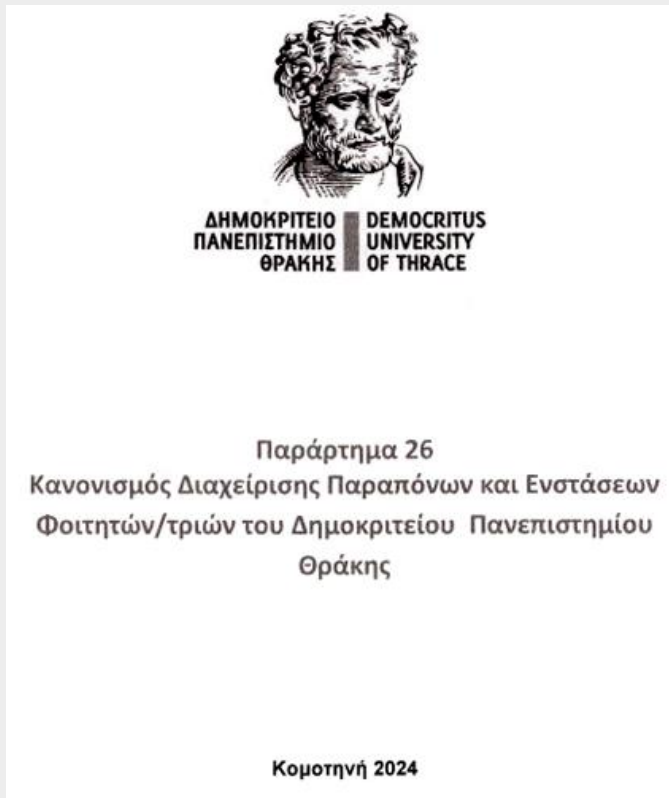 ΔΗΜΟΚΡΙΤΕΙΟ
ΠΑΝΕΠΙΣΤΗΜΙΟ
ΘΡΑΚΗΣ
DEMOCRITUS
UNIVERSITY
OF THRACE
Παράρτημα 26
Κανονισμός Διαχείρισης Παραπόνων και Ενστάσεων
Φοιτητών/τριών του Δημοκριτείου Πανεπιστημίου
Θράκης
Κομοτηνή 2024